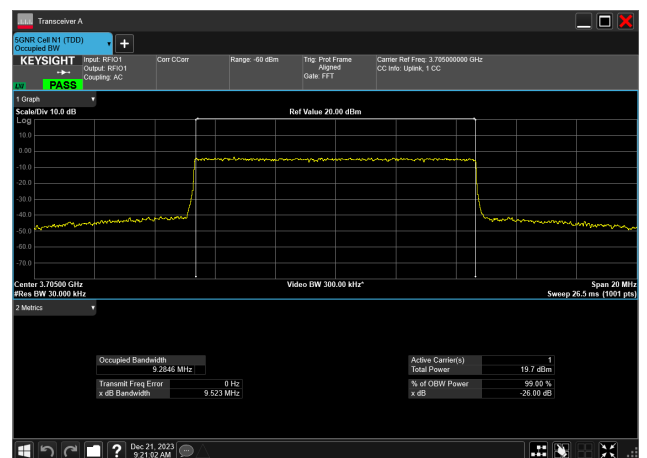 Transceiver A
5GNR Cell N1 (TDD)
Occupied BW
KEYSIGHT
LV
PASS
Input: RFIO1
Output: RFIO1
Coupling: AC
Corr CCorr
Range: -60 dBm
Trig: Prot Frame
Aligned
Gate: FFT
Carrier Ref Freq: 3.705000000 GHz
CC Info: Uplink, 1 CC
1 Graph
Scale/Div 10.0 dB
Ref Value 20.00 dBm
Log
10.0
0.00
-10.0
-20.0
-30.0
-40.0
-50.0
-60.0
-70.0
Center 3.70500 GHz
Video BW 300.00 kHz*
Span 20 MHz
#Res BW 30.000 kHz
Sweep 26.5 ms (1001 pts)
2 Metrics
Occupied Bandwidth
9.2846 MHz
Transmit Freq Error 0 Hz
x dB Bandwidth 9.523 MHz
Active Carrier(s) 1
Total Power 19.7 dBm
% of OBW Power 99.00 %
x dB -26.00 dB
?
Dec 21, 2023
9:21:02 AM